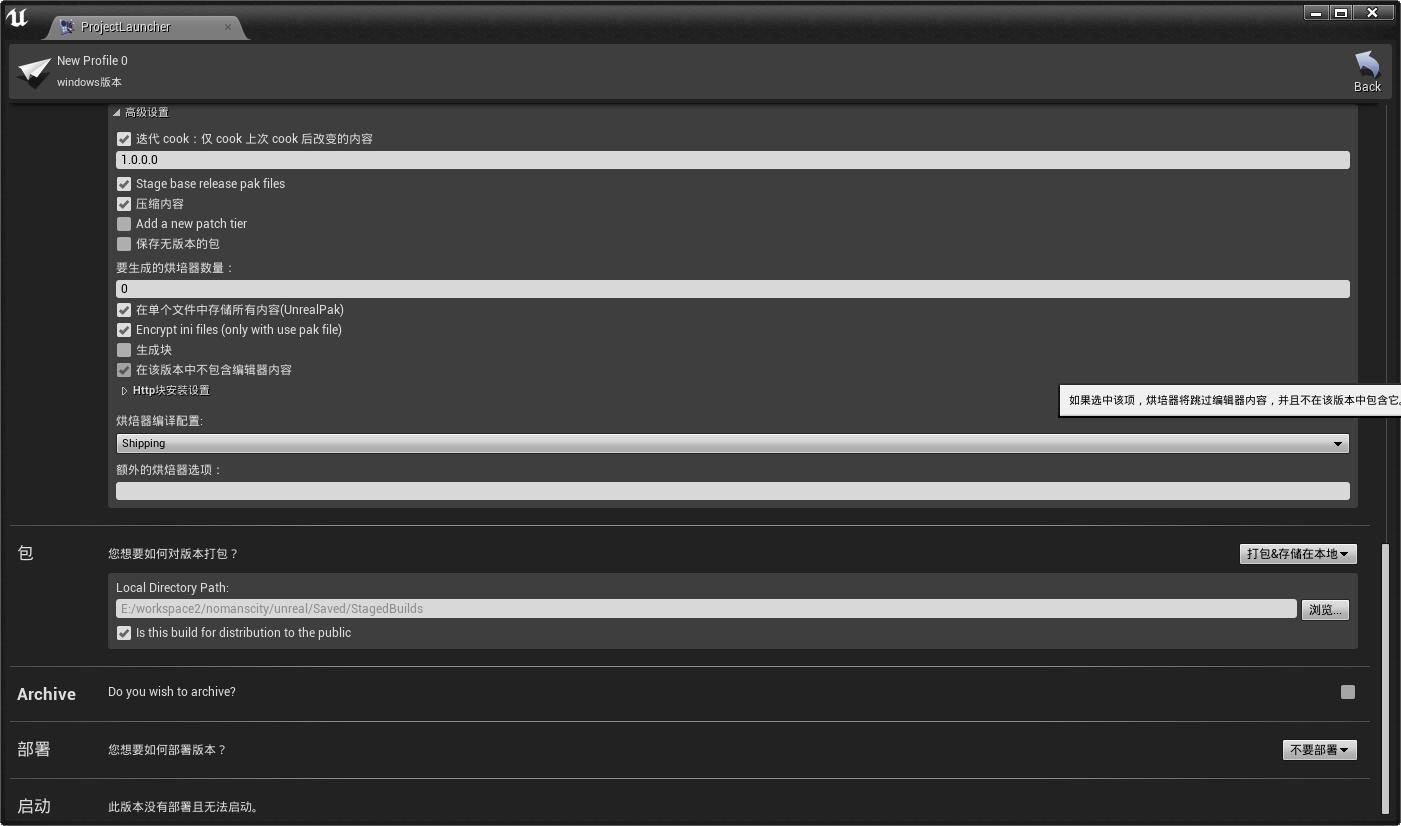 ProjectLauncher
New Profile 0
windows版本
Back
高级设置
迭代 cook：仅 cook 上次 cook 后改变的内容
1.0.0.0
Stage base release pak files
压缩内容
Add a new patch tier
保存无版本的包
要生成的烘培器数量：
0
在单个文件中存储所有内容(UnrealPak)
Encrypt ini files (only with use pak file)
生成块
在该版本中不包含编辑器内容
Http块安装设置
如果选中该项，烘培器将跳过编辑器内容，并且不在该版本中包含它。
烘焙器编译配置:
Shipping
额外的烘焙器选项：
包
您想要如何对版本打包？
打包&存储在本地
Local Directory Path:
E:/workspace2/nomanscity/unreal/Saved/StagedBuilds
浏览...
Is this build for distribution to the public
Archive
Do you wish to archive?
部署
您想要如何部署版本？
不要部署
启动
此版本没有部署且无法启动。